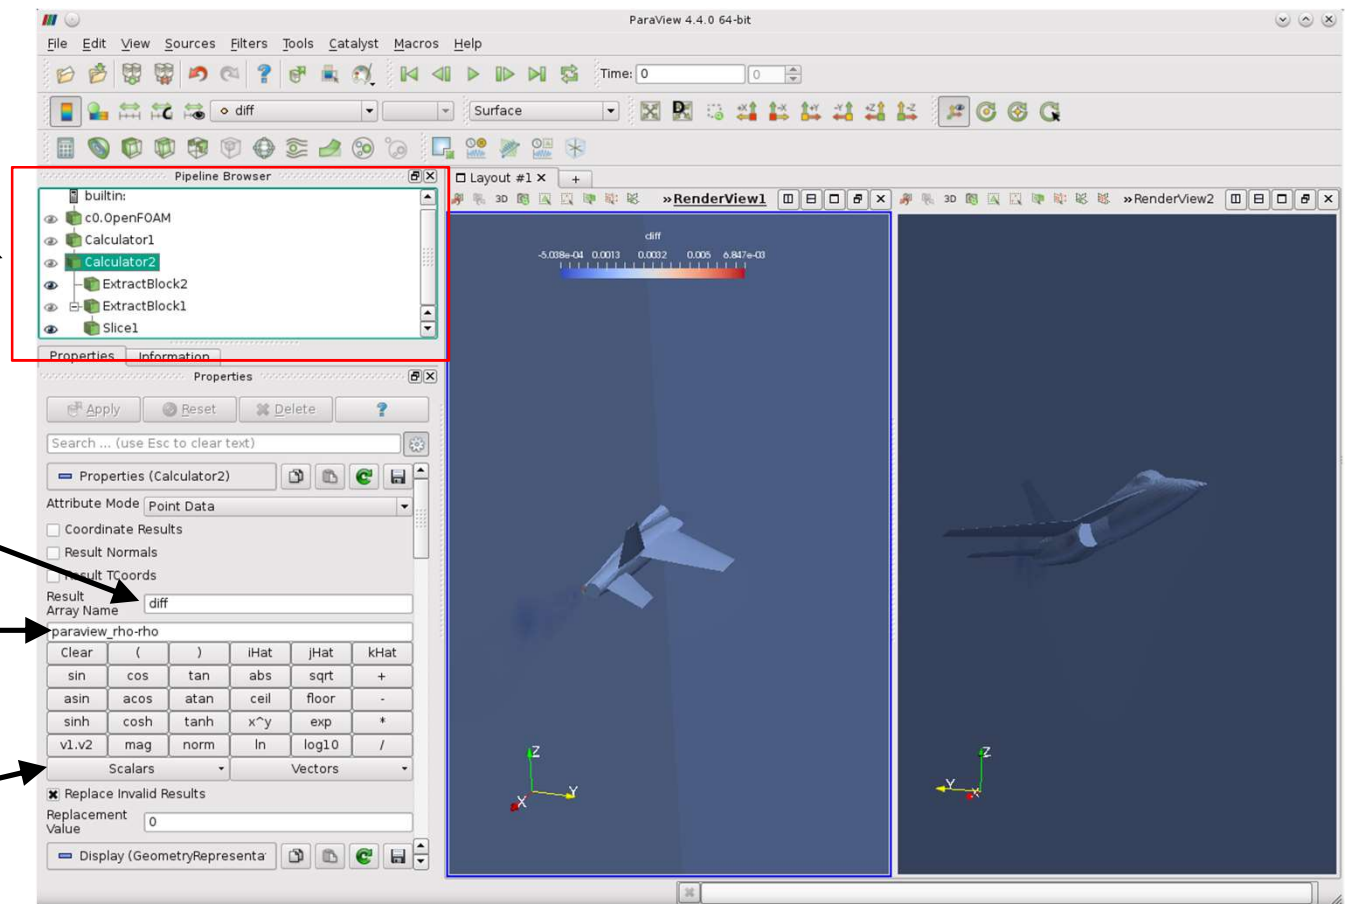 ParaView 4.4.0 64-bit
File Edit View Sources Filters Tools Catalyst Macros Help
Time: 0 0
diff Surface
Pipeline Browser
builtin:
c0.OpenFOAM
Calculator1
Calculator2
ExtractBlock2
ExtractBlock1
Slice1
Properties Information
Properties
Apply Reset Delete ?
Search ... (use Esc to clear text)
Properties (Calculator2)
Attribute Mode Point Data
Coordinate Results
Result Normals
Result TCoords
Result
Array Name diff
paraview_rho-rho
Clear ( ) iHat jHat kHat
sin cos tan abs sqrt +
asin acos atan ceil floor -
sinh cosh tanh x^y exp *
v1.v2 mag norm ln log10 /
Scalars Vectors
Replace Invalid Results
Replacement
Value 0
Display (GeometryRepresenta
Layout #1 × +
3D »RenderView1
3D »RenderView2
diff
-5.038e-04 0.0013 0.0032 0.005 6.847e-03
Z
Y
X
Z
Y
X